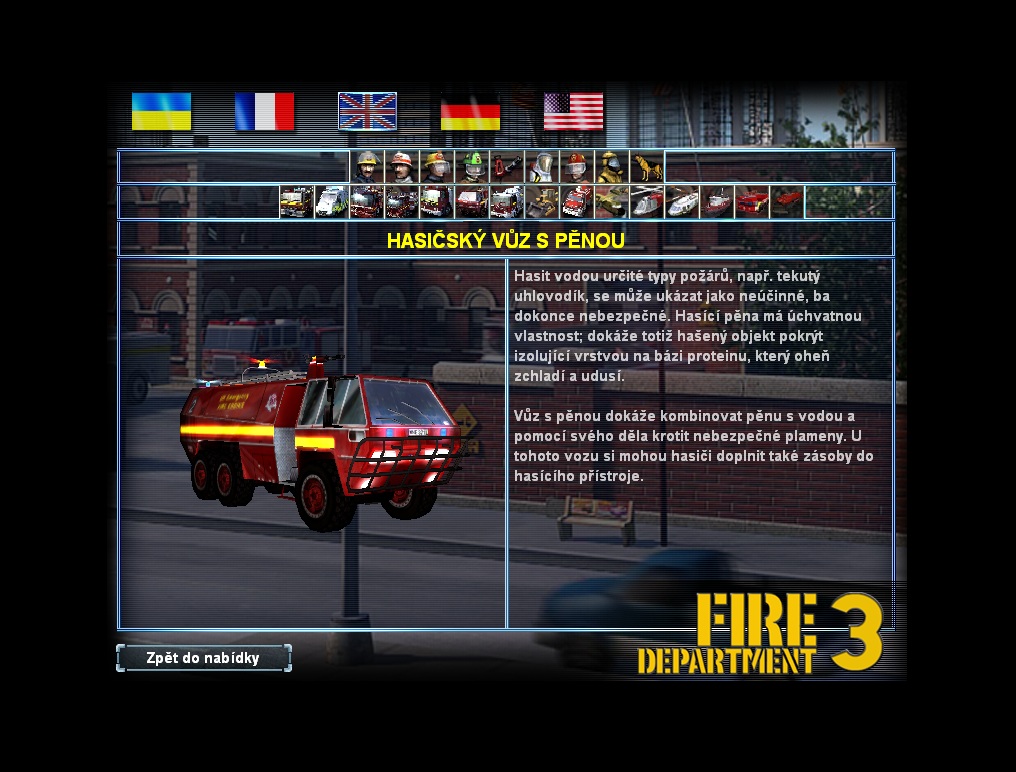 HASIČSKÝ VŮZ S PĚNOU
Hasit vodou určité typy požárů, např. tekutý
uhlovodík, se může ukázat jako neúčinné, ba
dokonce nebezpečné. Hasící pěna má úchvatnou
vlastnost; dokáže totiž hašený objekt pokrýt
izolující vrstvou na bázi proteinu, který oheň
zchladí a udusí.
Vůz s pěnou dokáže kombinovat pěnu s vodou a
pomocí svého děla krotit nebezpečné plameny. U
tohoto vozu si mohou hasiči doplnit také zásoby do
hasícího přístroje.
FIRE
DEPARTMENT 3
Zpět do nabídky